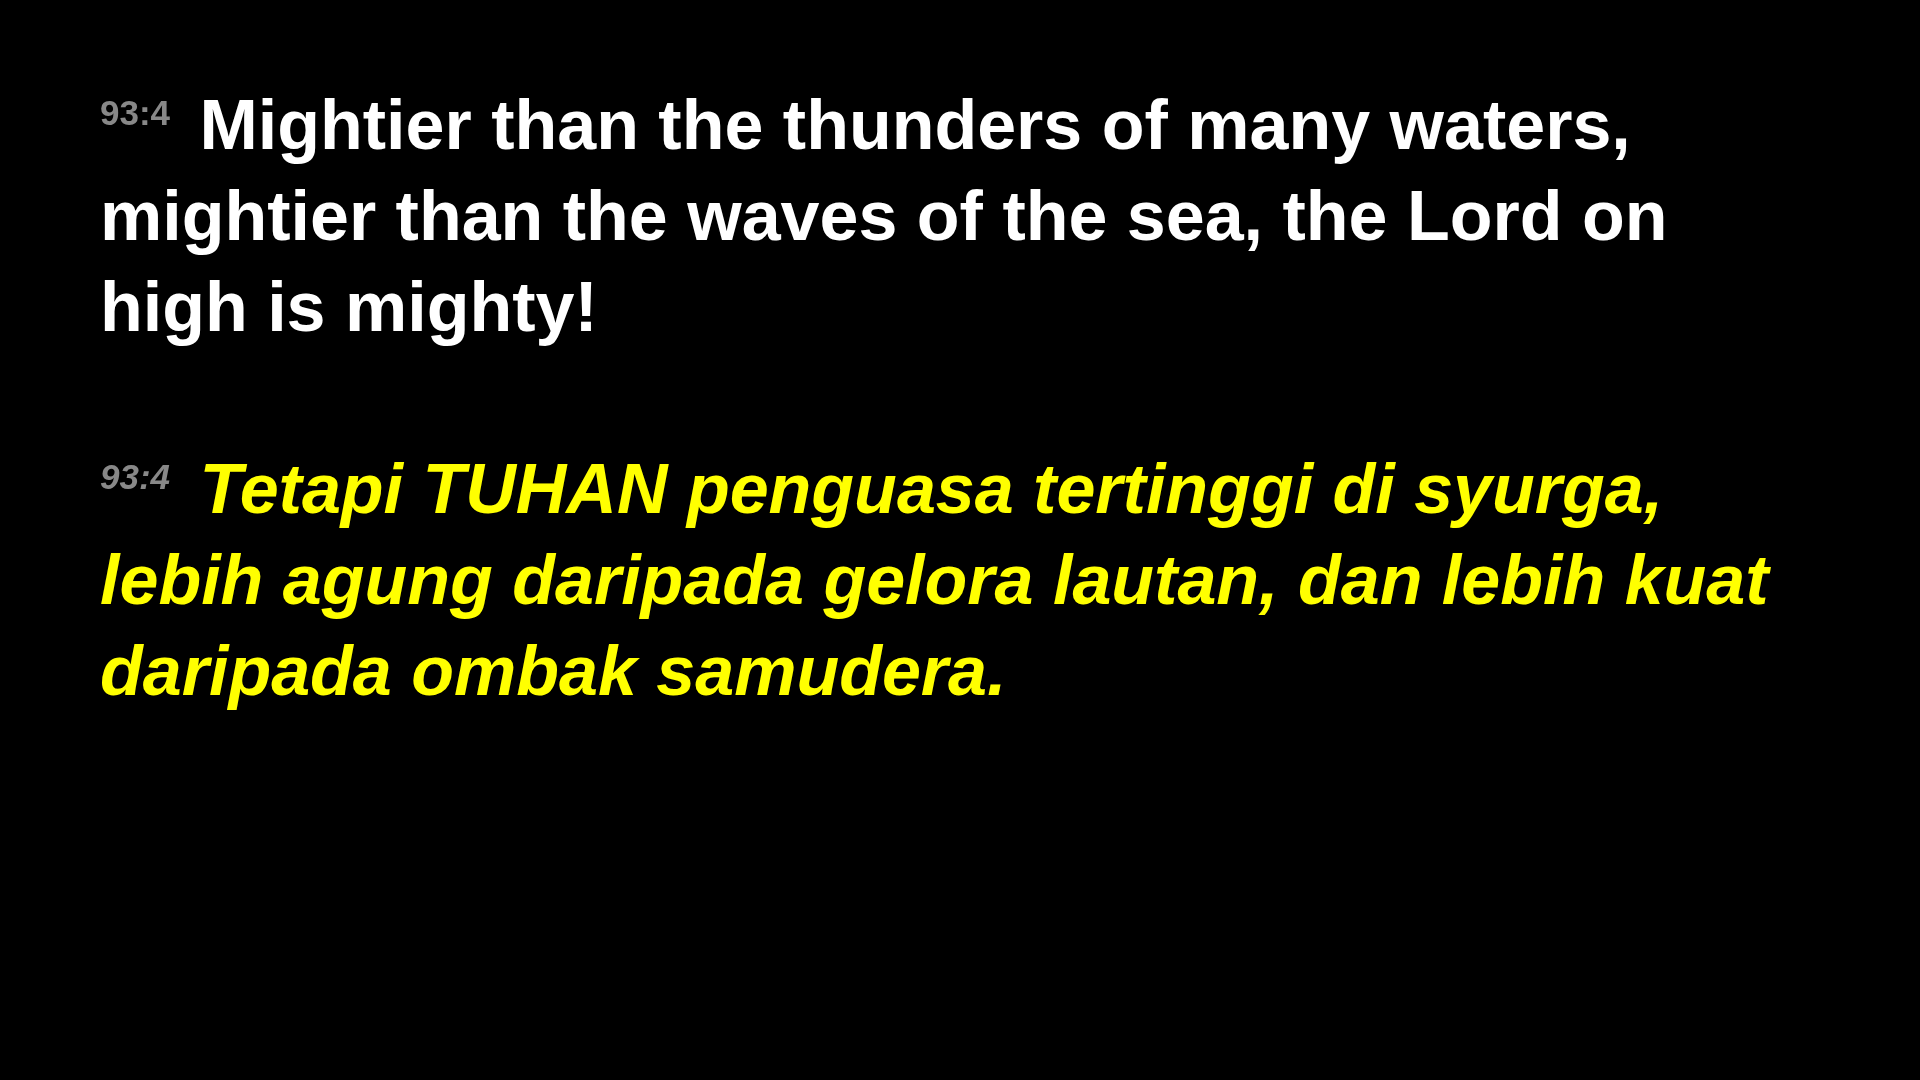 93:4 Mightier than the thunders of many waters,
mightier than the waves of the sea, the Lord on
high is mighty!
93:4 Tetapi TUHAN penguasa tertinggi di syurga,
lebih agung daripada gelora lautan, dan lebih kuat
daripada ombak samudera.